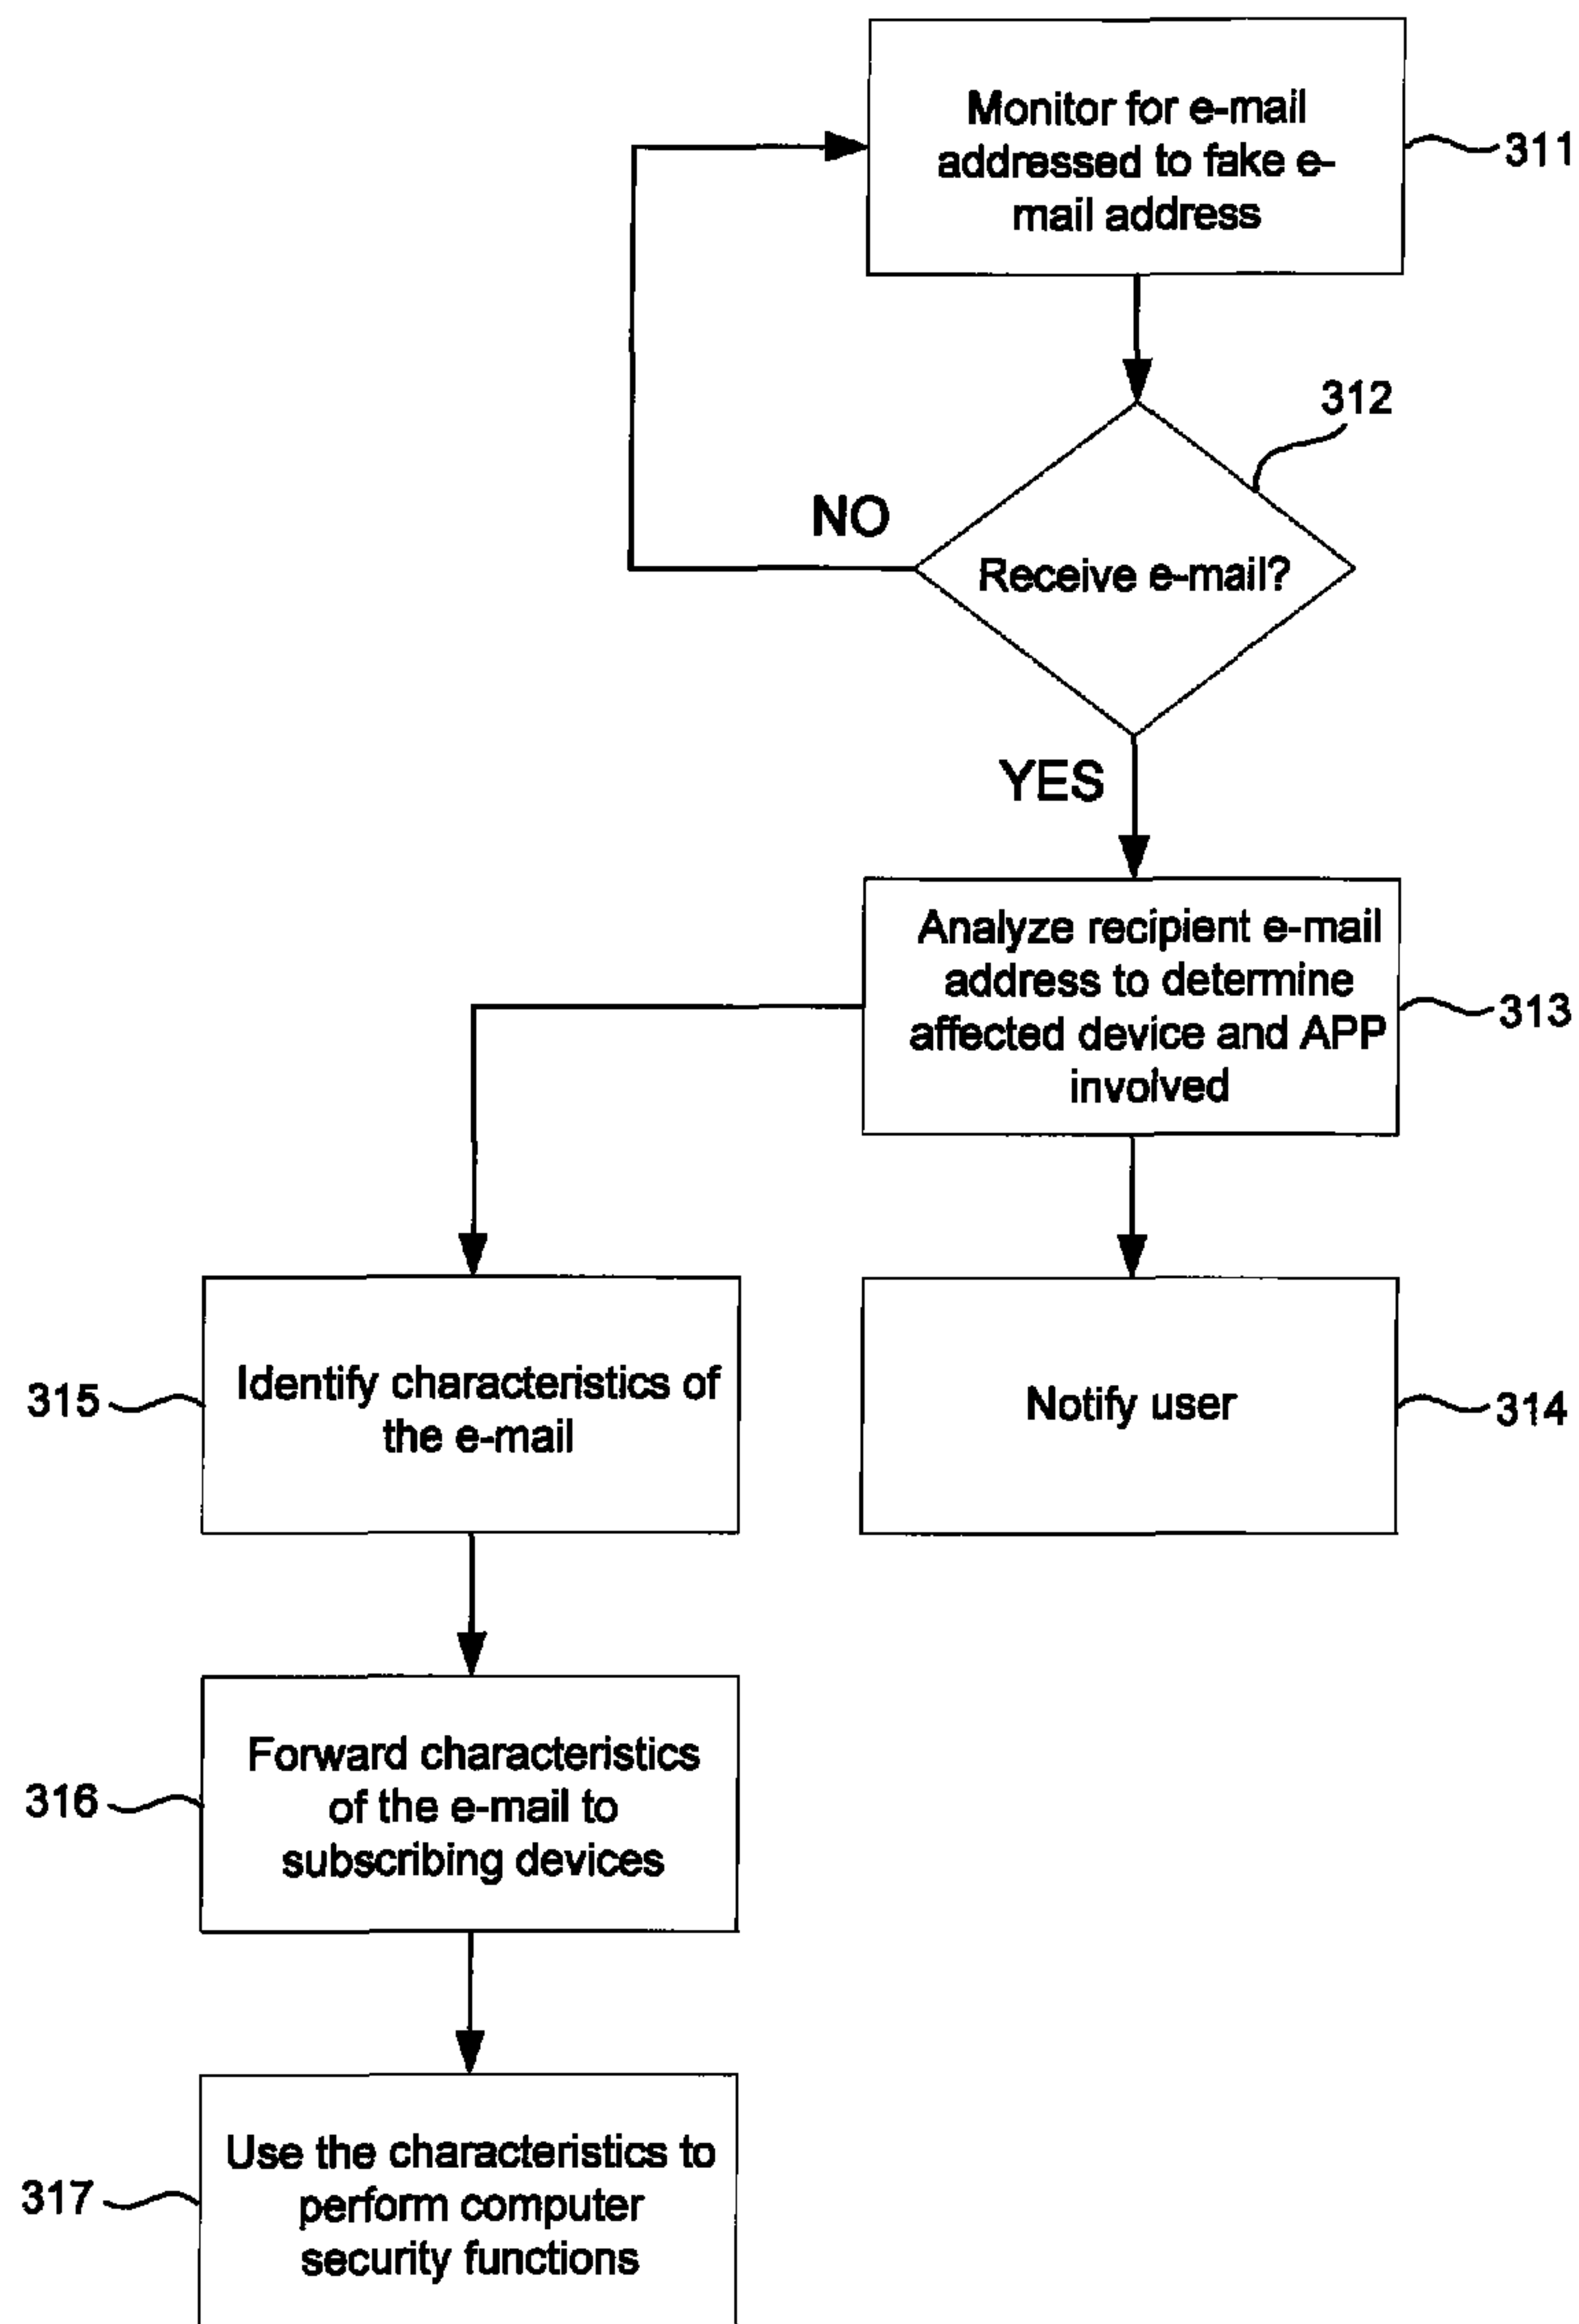 Monitor for e-mail
addressed to fake e-
mail address
311
312
NO
Receive e-mail?
YES
Analyze recipient e-mail
address to determine
affected device and APP
involved
313
315
Identify characteristics of
the e-mail
Notify user
314
316
Forward characteristics
of the e-mail to
subscribing devices
317
Use the characteristics to
perform computer
security functions